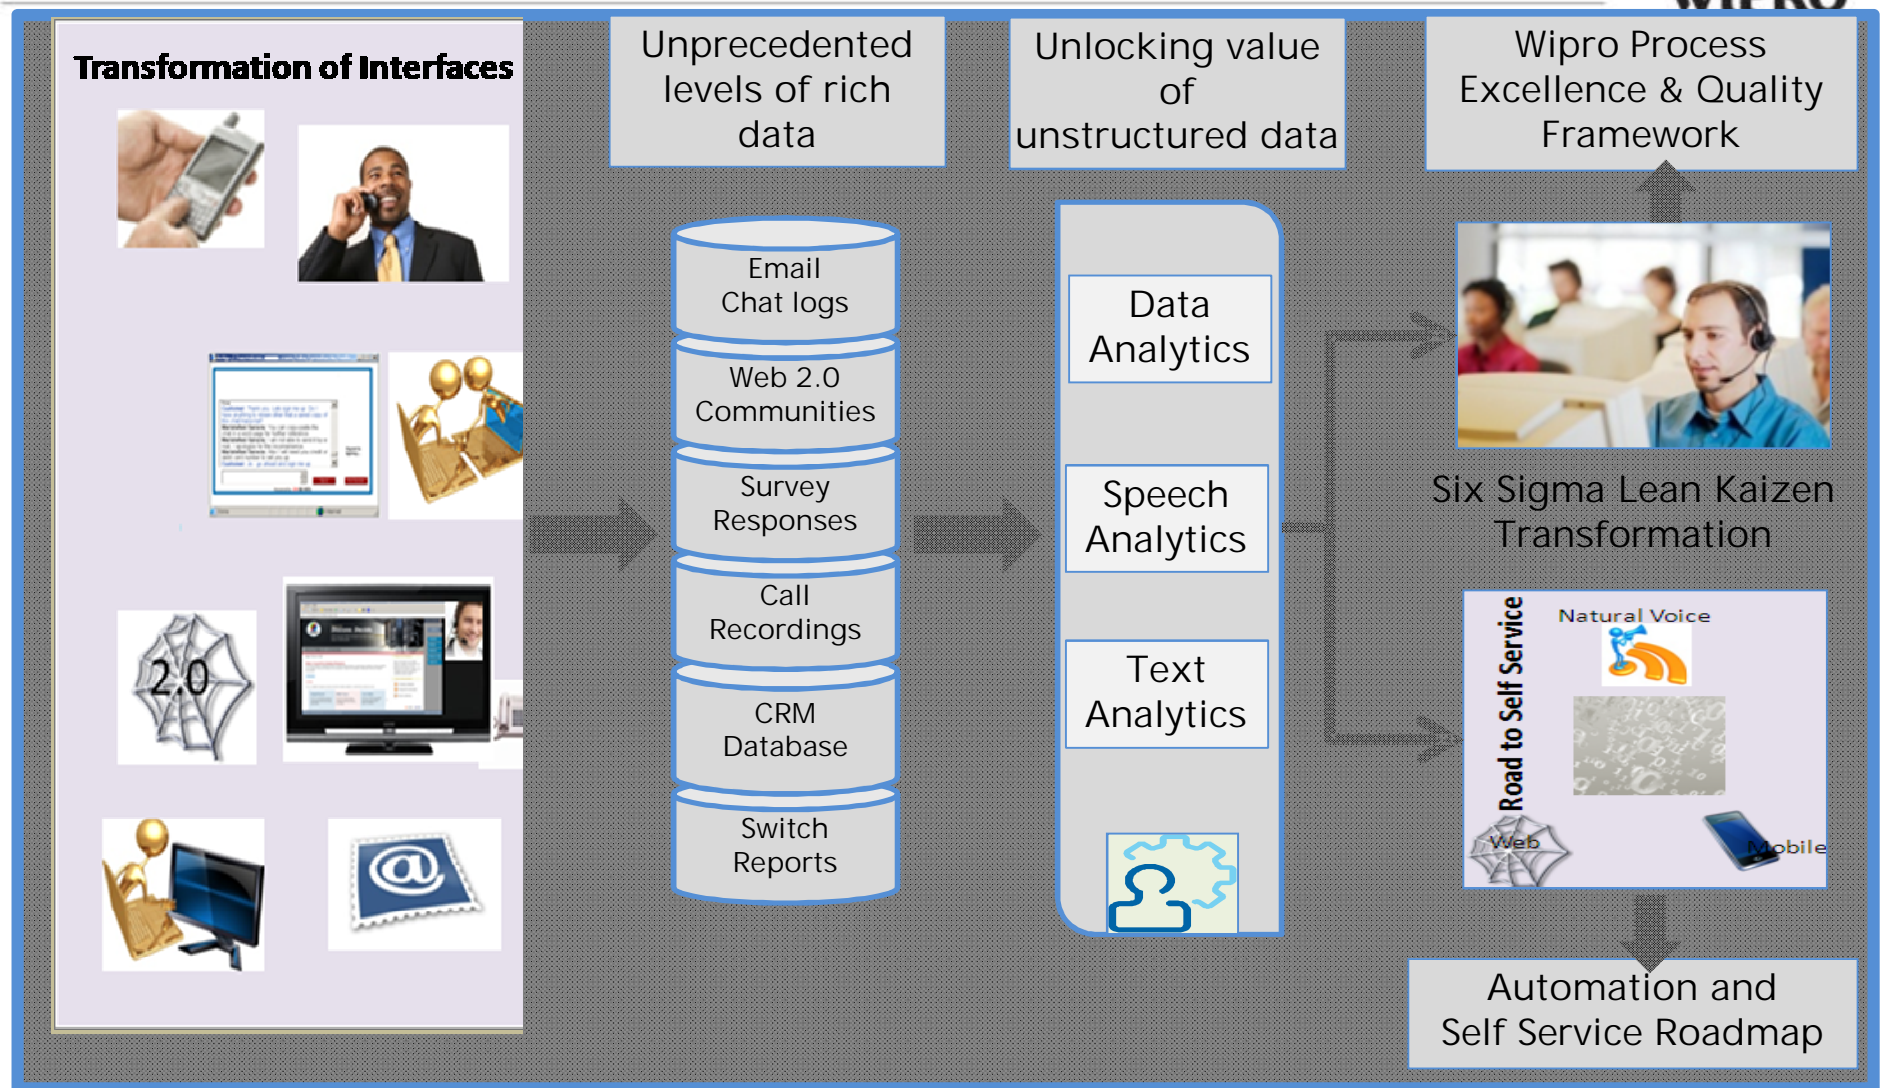 WIPRO
Transformation of Interfaces
2.0
Unprecedented
levels of rich
data
Email
Chat logs
Web 2.0
Communities
Survey
Responses
Call
Recordings
CRM
Database
Switch
Reports
Unlocking value
of
unstructured data
Data
Analytics
Speech
Analytics
Text
Analytics
Wipro Process
Excellence & Quality
Framework
Six Sigma Lean Kaizen
Transformation
Road to Self Service
Natural Voice
Web
Mobile
Automation and
Self Service Roadmap